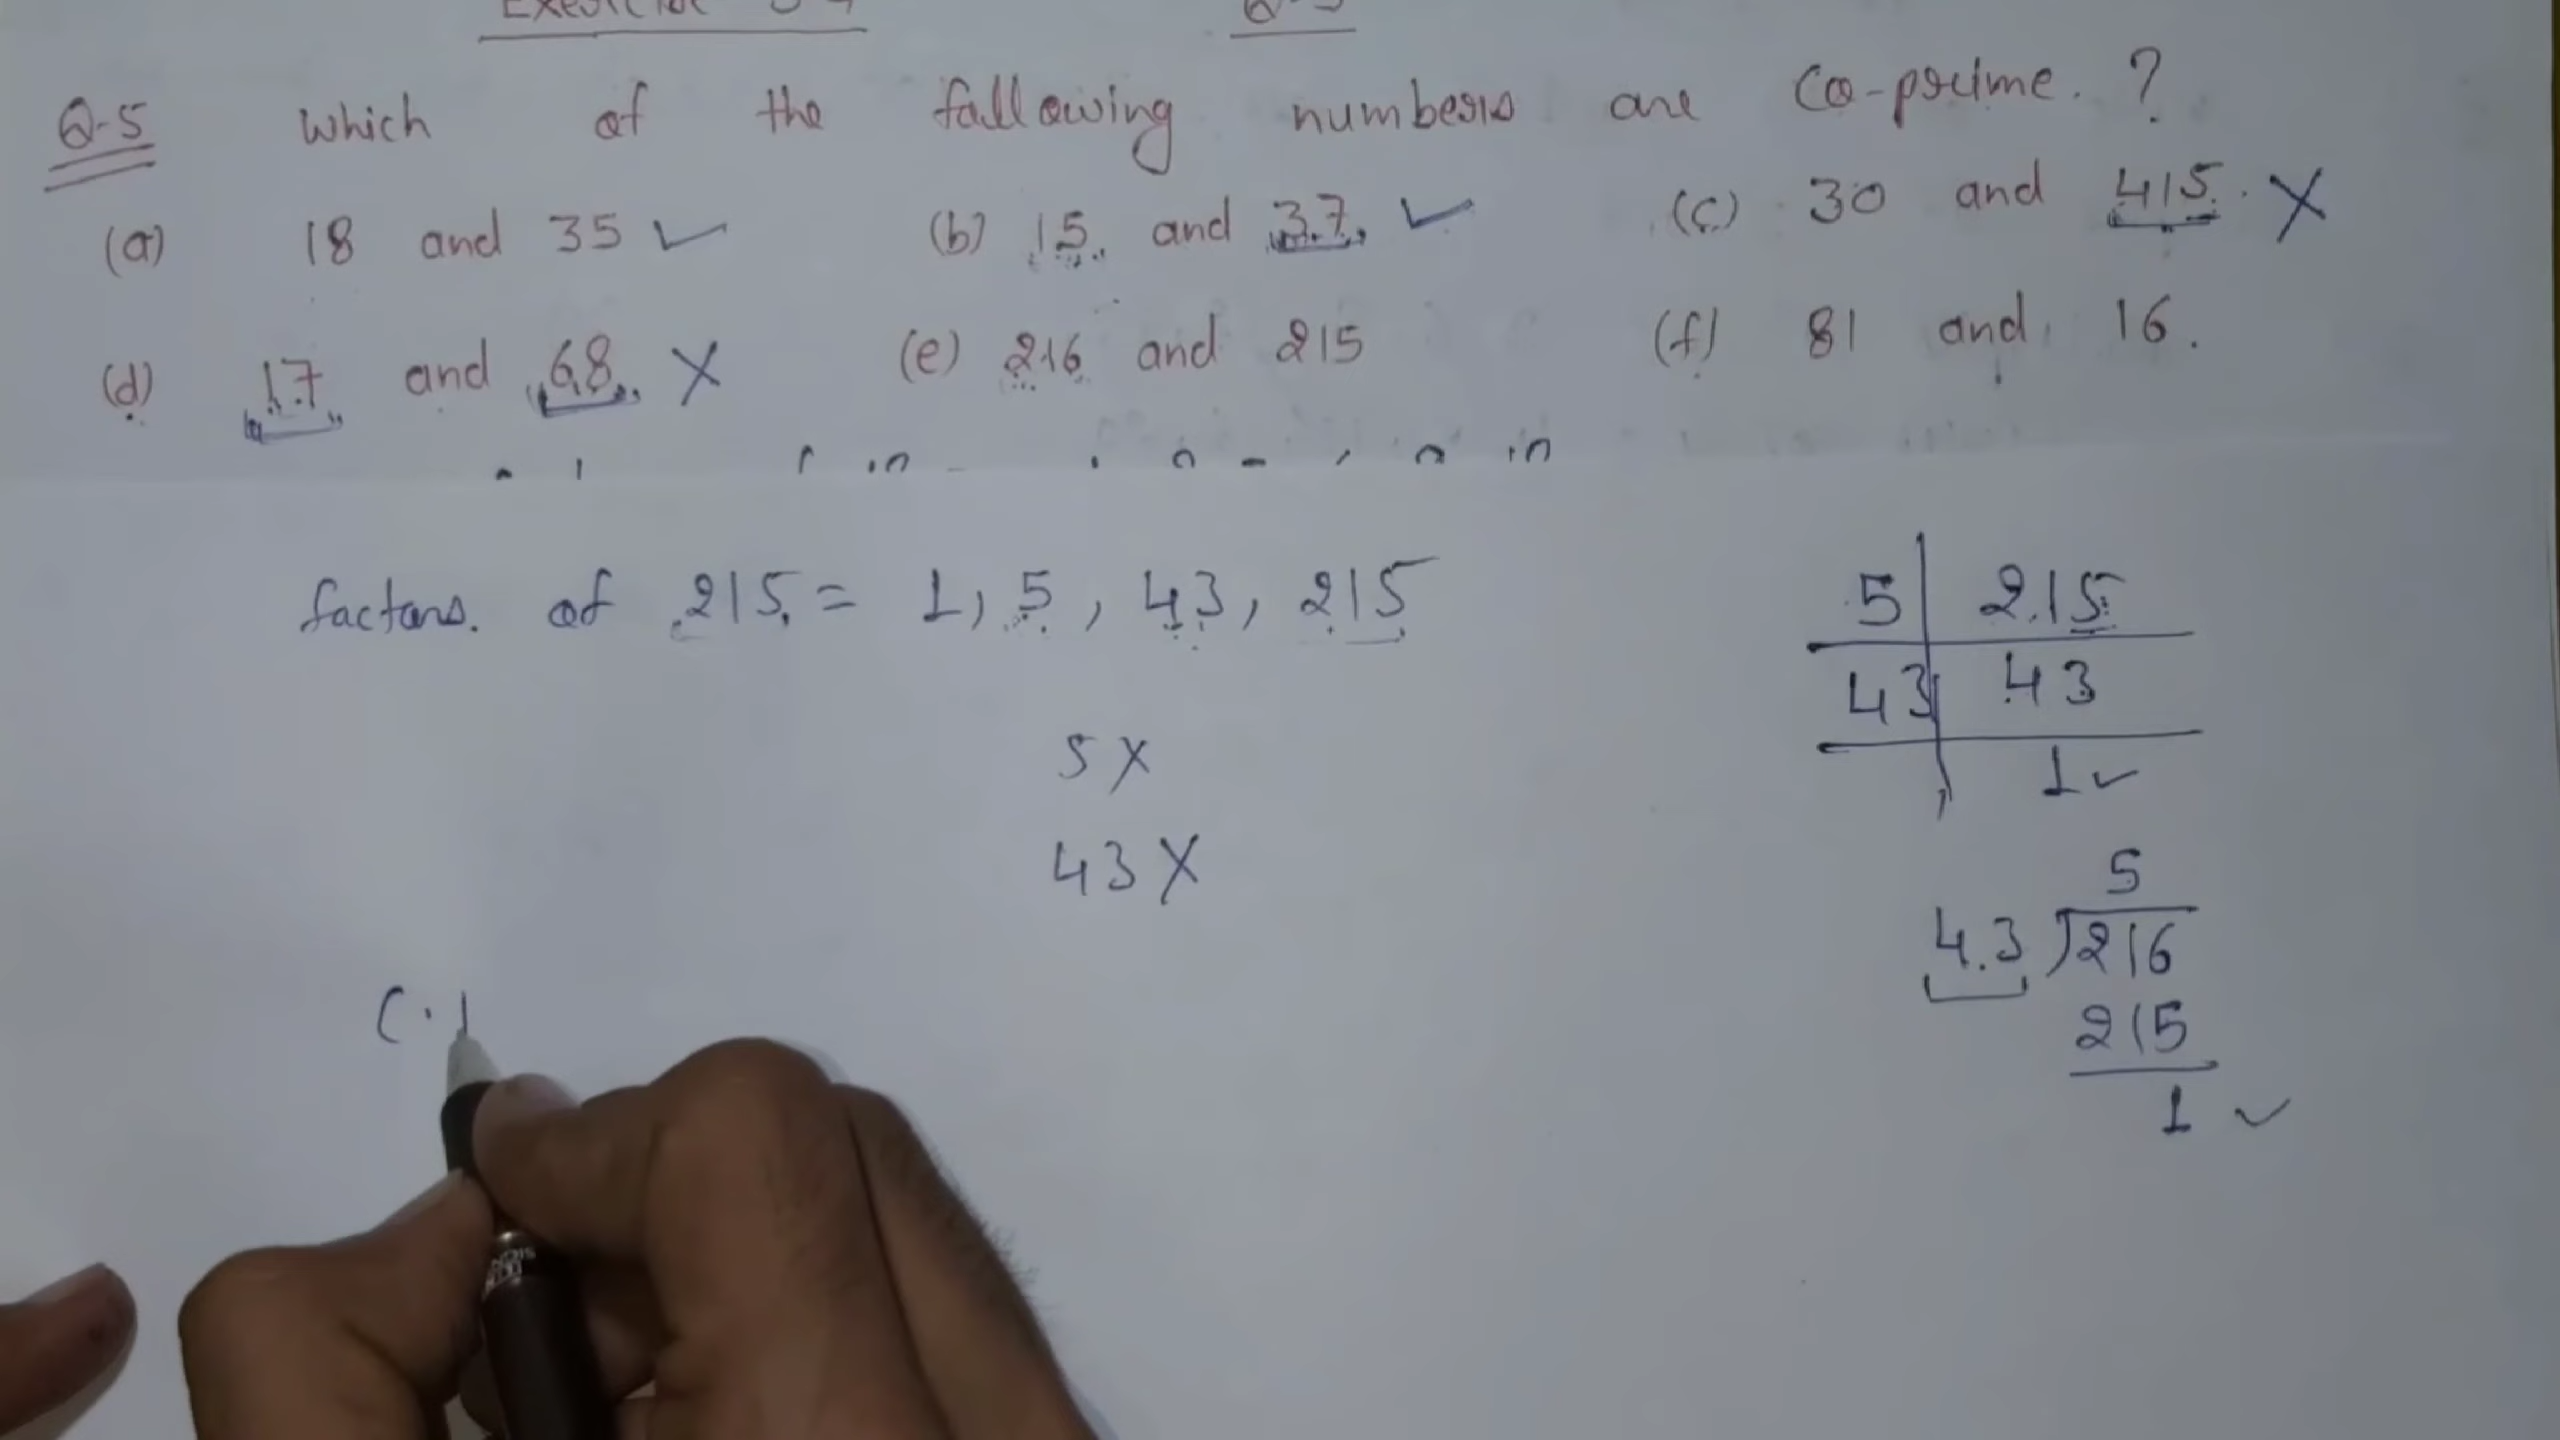 Q-5 Which of the following numbers are Co-prime. ?
(a) 18 and 35 ✓ (b) 15 and 37 ✓ (c) 30 and 415. X
(d) 17 and 68 X (e) 216 and 215 (f) 81 and 16.
factors. of 215 = 1, 5, 43, 215
5 X
43 X
5 | 215
43 | 43
1 ✓
5
43 ) 216
215
1 ✓